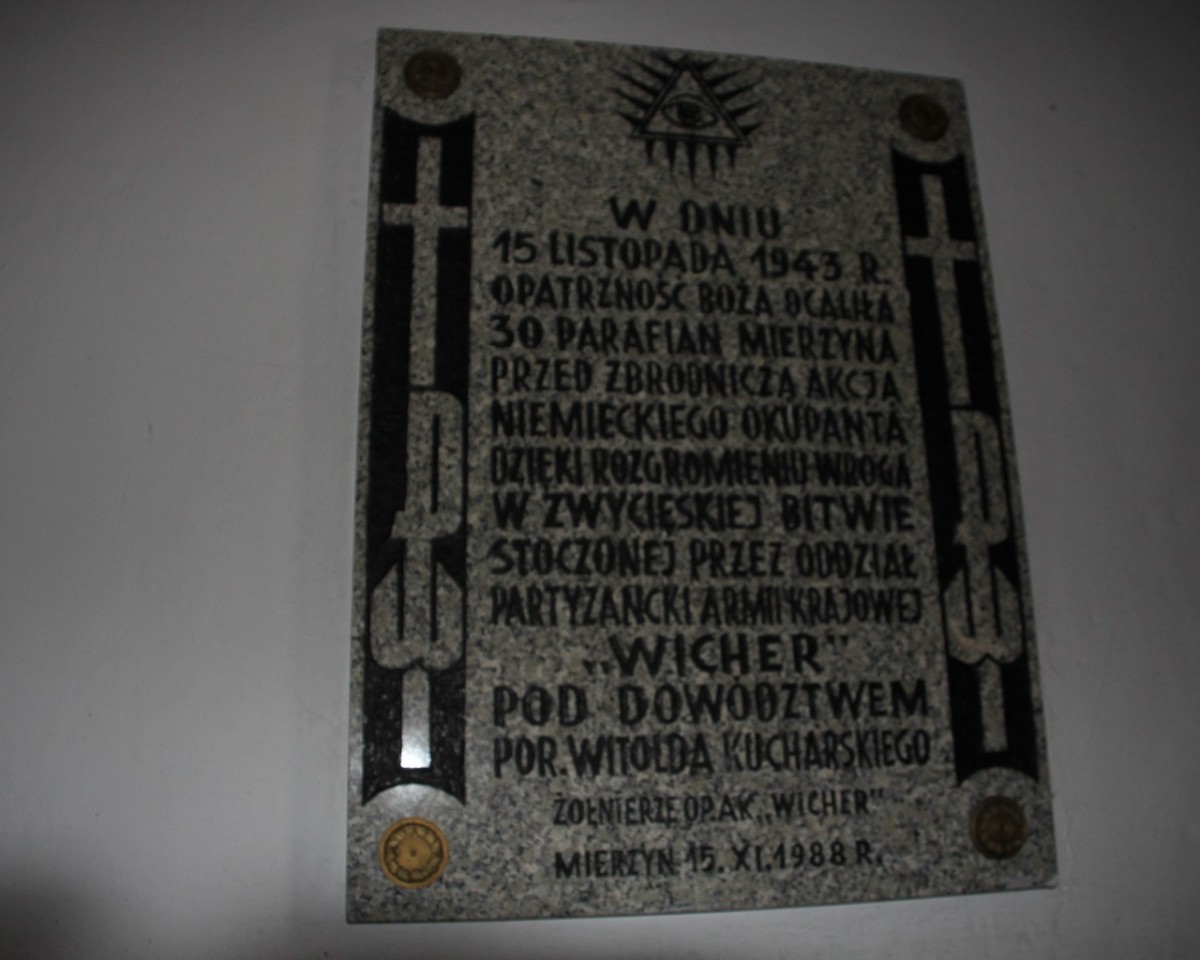 W DNIU
15 LISTOPADA 1943 R.
OPATRZNOŚĆ BOŻA OCALIŁA
30 PARAFIAN MIERZYNA
PRZED ZBRODNICZĄ AKCJĄ
NIEMIECKIEGO OKUPANTA
DZIĘKI ROZGROMIENIU WROGA
W ZWYCIĘSKIEJ BITWIE
STOCZONEJ PRZEZ ODDZIAŁ
PARTYZANCKI ARMII KRAJOWEJ
„WICHER"
POD DOWÓDZTWEM
POR. WITOLDA KUCHARSKIEGO
ŻOŁNIERZE OP. AK „WICHER"
MIERZYN 15. XI. 1988 R.